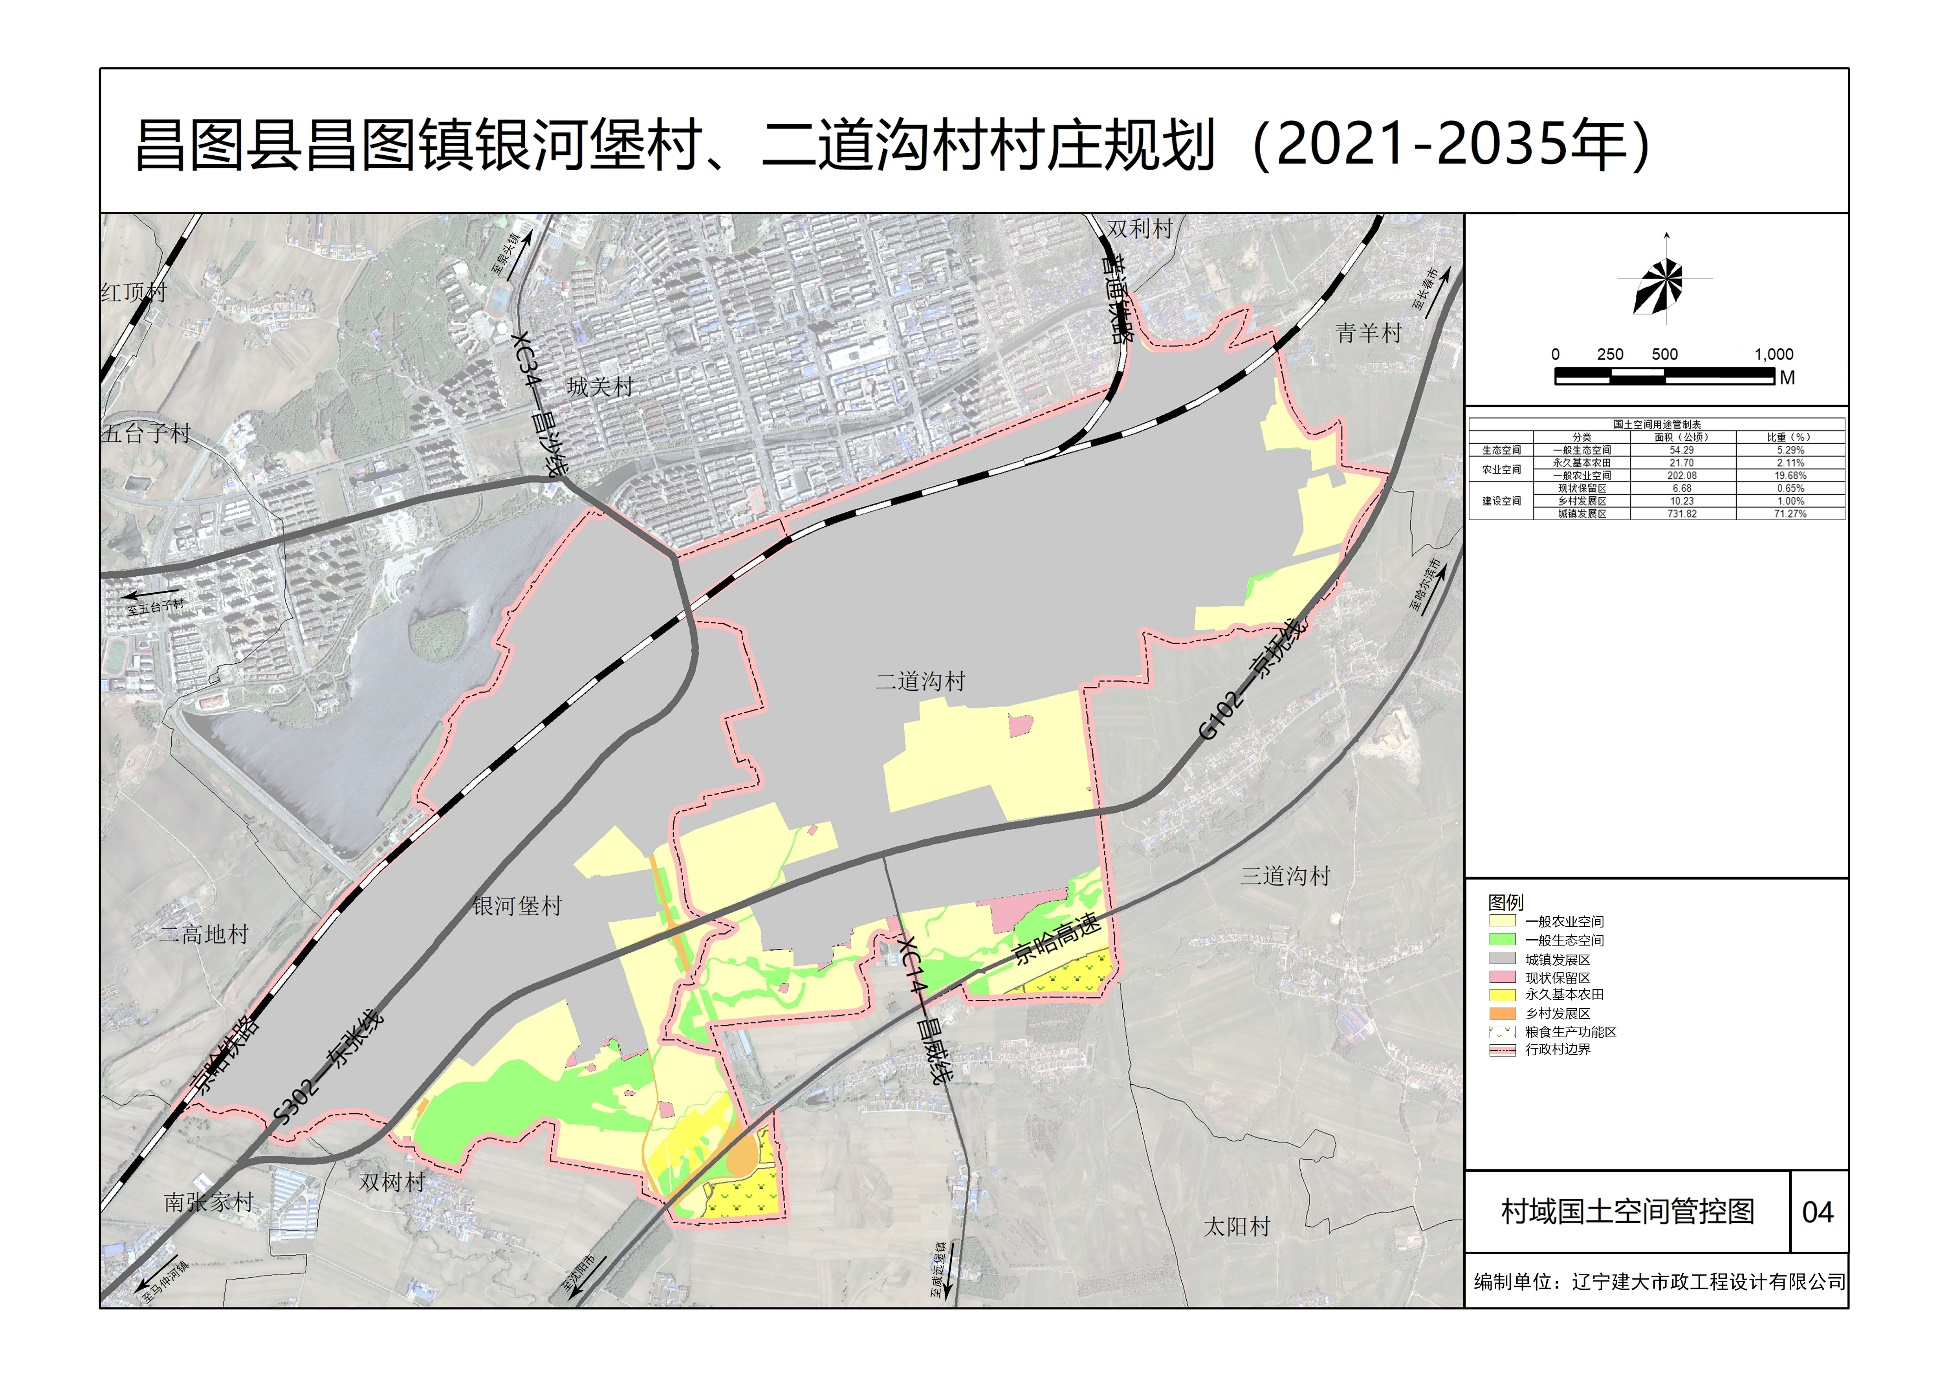 昌图县昌图镇银河堡村、二道沟村村庄规划（2021-2035年）
双利村
至泉头镇
普通铁路
红顶村
至长春市
青羊村
XC34—昌沙线
城关村
五台子村
至五台子村
至哈尔滨市
二道沟村
G102—京抚线
三道沟村
银河堡村
二高地村
京哈高速
XC14—昌威线
京哈铁路
S302—东张线
双树村
南张家村
太阳村
至马仲河镇
至沈阳市
至威远堡镇
0 250 500 1,000
M
国土空间用途管制表
分类 面积（公顷） 比重（%）
生态空间 一般生态空间 54.29 5.29%
农业空间 永久基本农田 21.70 2.11%
一般农业空间 202.08 19.68%
建设空间 现状保留区 6.68 0.65%
乡村发展区 10.23 1.00%
城镇发展区 731.82 71.27%
图例
一般农业空间
一般生态空间
城镇发展区
现状保留区
永久基本农田
乡村发展区
粮食生产功能区
行政村边界
村域国土空间管控图 04
编制单位：辽宁建大市政工程设计有限公司